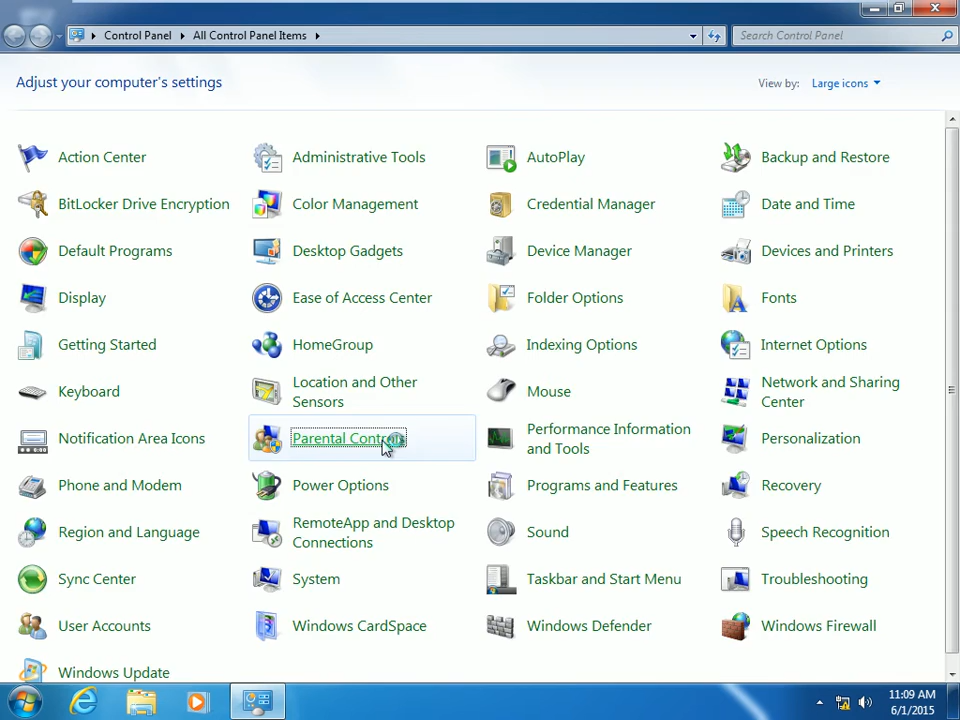 Control Panel All Control Panel Items
Search Control Panel
Adjust your computer's settings
View by: Large icons
Action Center Administrative Tools AutoPlay Backup and Restore
BitLocker Drive Encryption Color Management Credential Manager Date and Time
Default Programs Desktop Gadgets Device Manager Devices and Printers
Display Ease of Access Center Folder Options Fonts
Getting Started HomeGroup Indexing Options Internet Options
Keyboard
Location and Other
Sensors
Mouse
Network and Sharing
Center
Notification Area Icons Parental Controls
Performance Information
and Tools
Personalization
Phone and Modem Power Options Programs and Features Recovery
Region and Language
RemoteApp and Desktop
Connections
Sound Speech Recognition
Sync Center System Taskbar and Start Menu Troubleshooting
User Accounts Windows CardSpace Windows Defender Windows Firewall
Windows Update
11:09 AM
6/1/2015